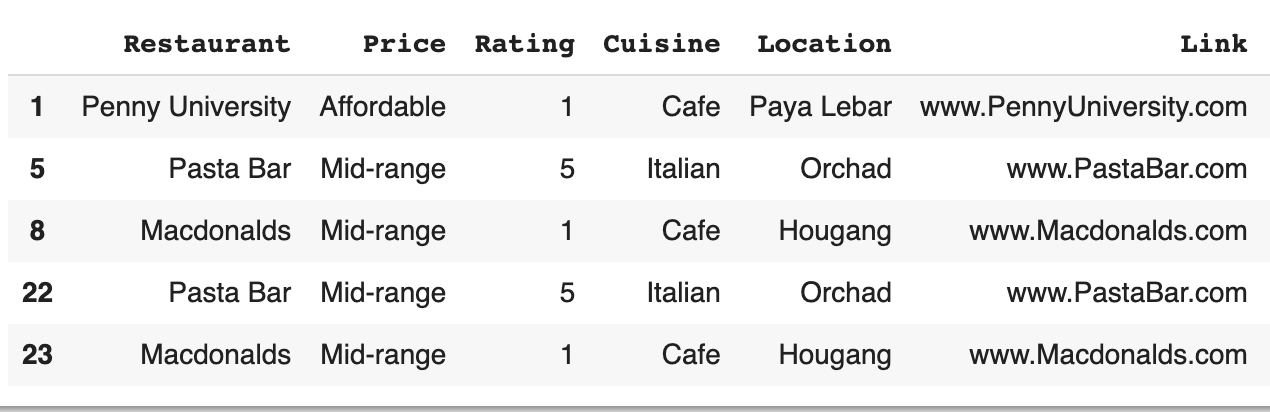 Restaurant Price Rating Cuisine Location Link
1 Penny University Affordable 1 Cafe Paya Lebar www.PennyUniversity.com
5 Pasta Bar Mid-range 5 Italian Orchad www.PastaBar.com
8 Macdonalds Mid-range 1 Cafe Hougang www.Macdonalds.com
22 Pasta Bar Mid-range 5 Italian Orchad www.PastaBar.com
23 Macdonalds Mid-range 1 Cafe Hougang www.Macdonalds.com